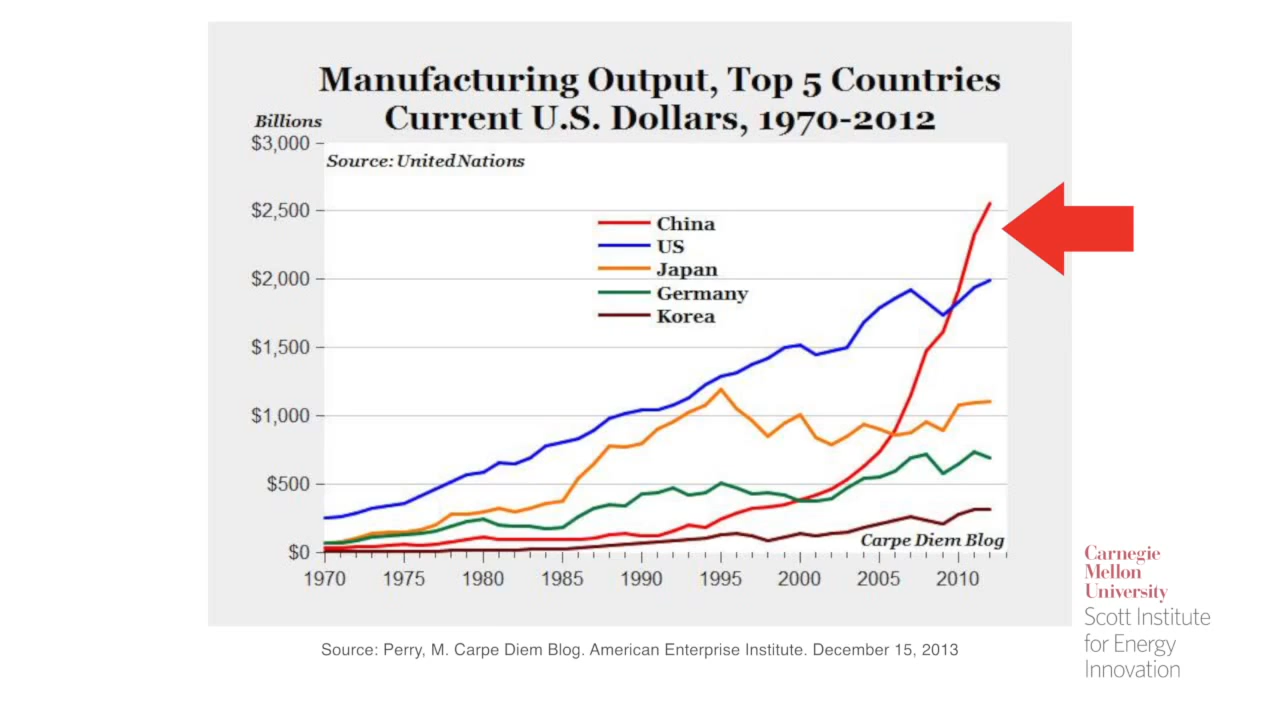 Manufacturing Output, Top 5 Countries
Current U.S. Dollars, 1970-2012
Billions
$3,000
Source: United Nations
$2,500
China
US
$2,000
Japan
Germany
Korea
$1,500
$1,000
$500
Carpe Diem Blog
$0
1970 1975 1980 1985 1990 1995 2000 2005 2010
Carnegie
Mellon
University
Scott Institute
for Energy
Innovation
Source: Perry, M. Carpe Diem Blog. American Enterprise Institute. December 15, 2013